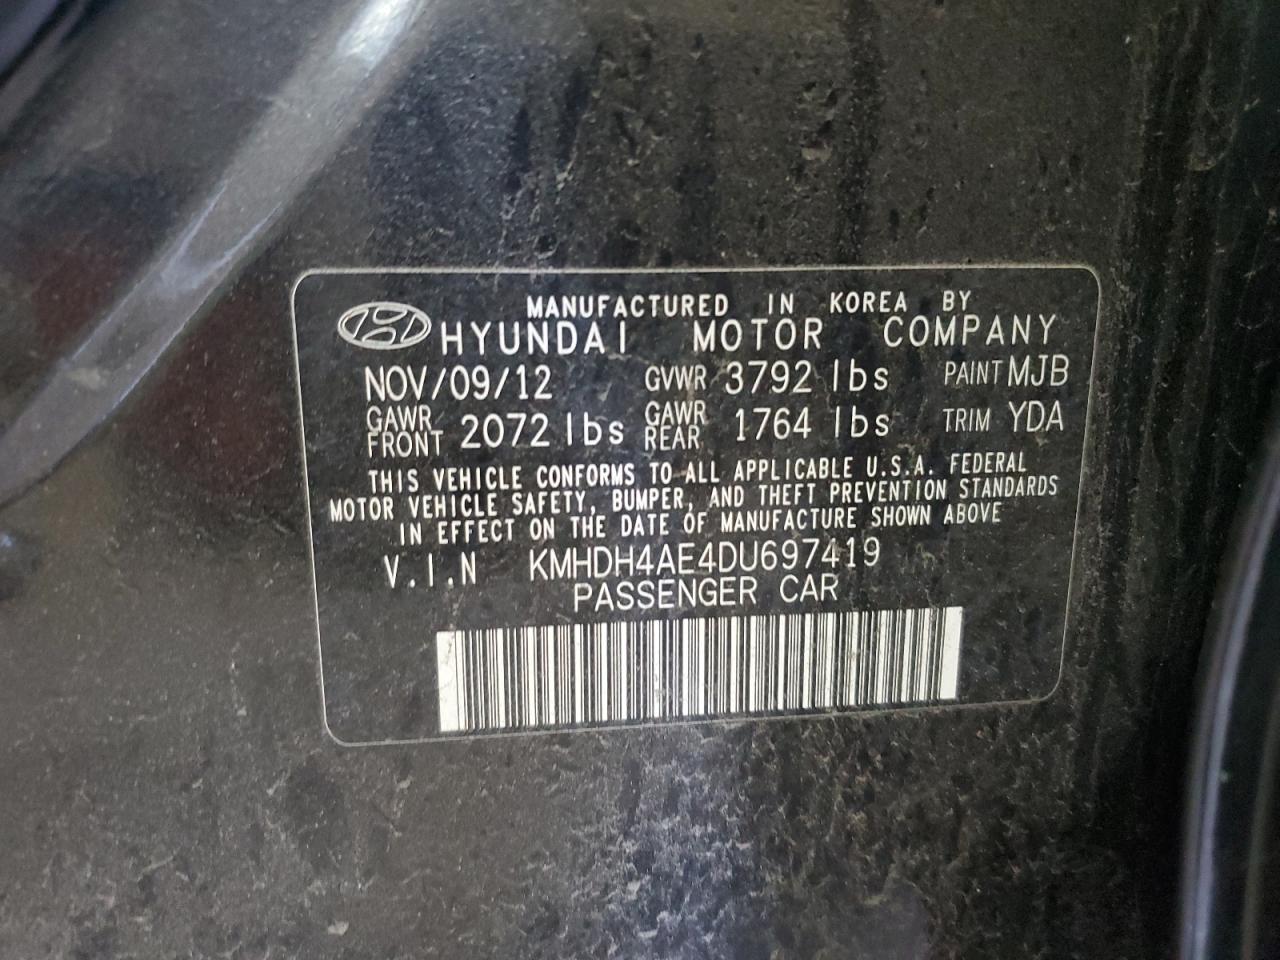 MANUFACTURED IN KOREA BY
HYUNDAI MOTOR COMPANY
NOV/09/12 GVWR 3792 lbs PAINT MJB
GAWR FRONT 2072 lbs GAWR REAR 1764 lbs TRIM YDA
THIS VEHICLE CONFORMS TO ALL APPLICABLE U.S.A. FEDERAL
MOTOR VEHICLE SAFETY, BUMPER, AND THEFT PREVENTION STANDARDS
IN EFFECT ON THE DATE OF MANUFACTURE SHOWN ABOVE
V.I.N KMHDH4AE4DU697419
PASSENGER CAR